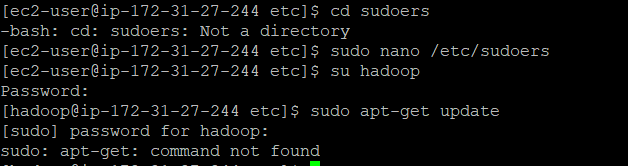 [ec2-user@ip-172-31-27-244 etc]$ cd sudoers
-bash: cd: sudoers: Not a directory
[ec2-user@ip-172-31-27-244 etc]$ sudo nano /etc/sudoers
[ec2-user@ip-172-31-27-244 etc]$ su hadoop
Password:
[hadoop@ip-172-31-27-244 etc]$ sudo apt-get update
[sudo] password for hadoop:
sudo: apt-get: command not found